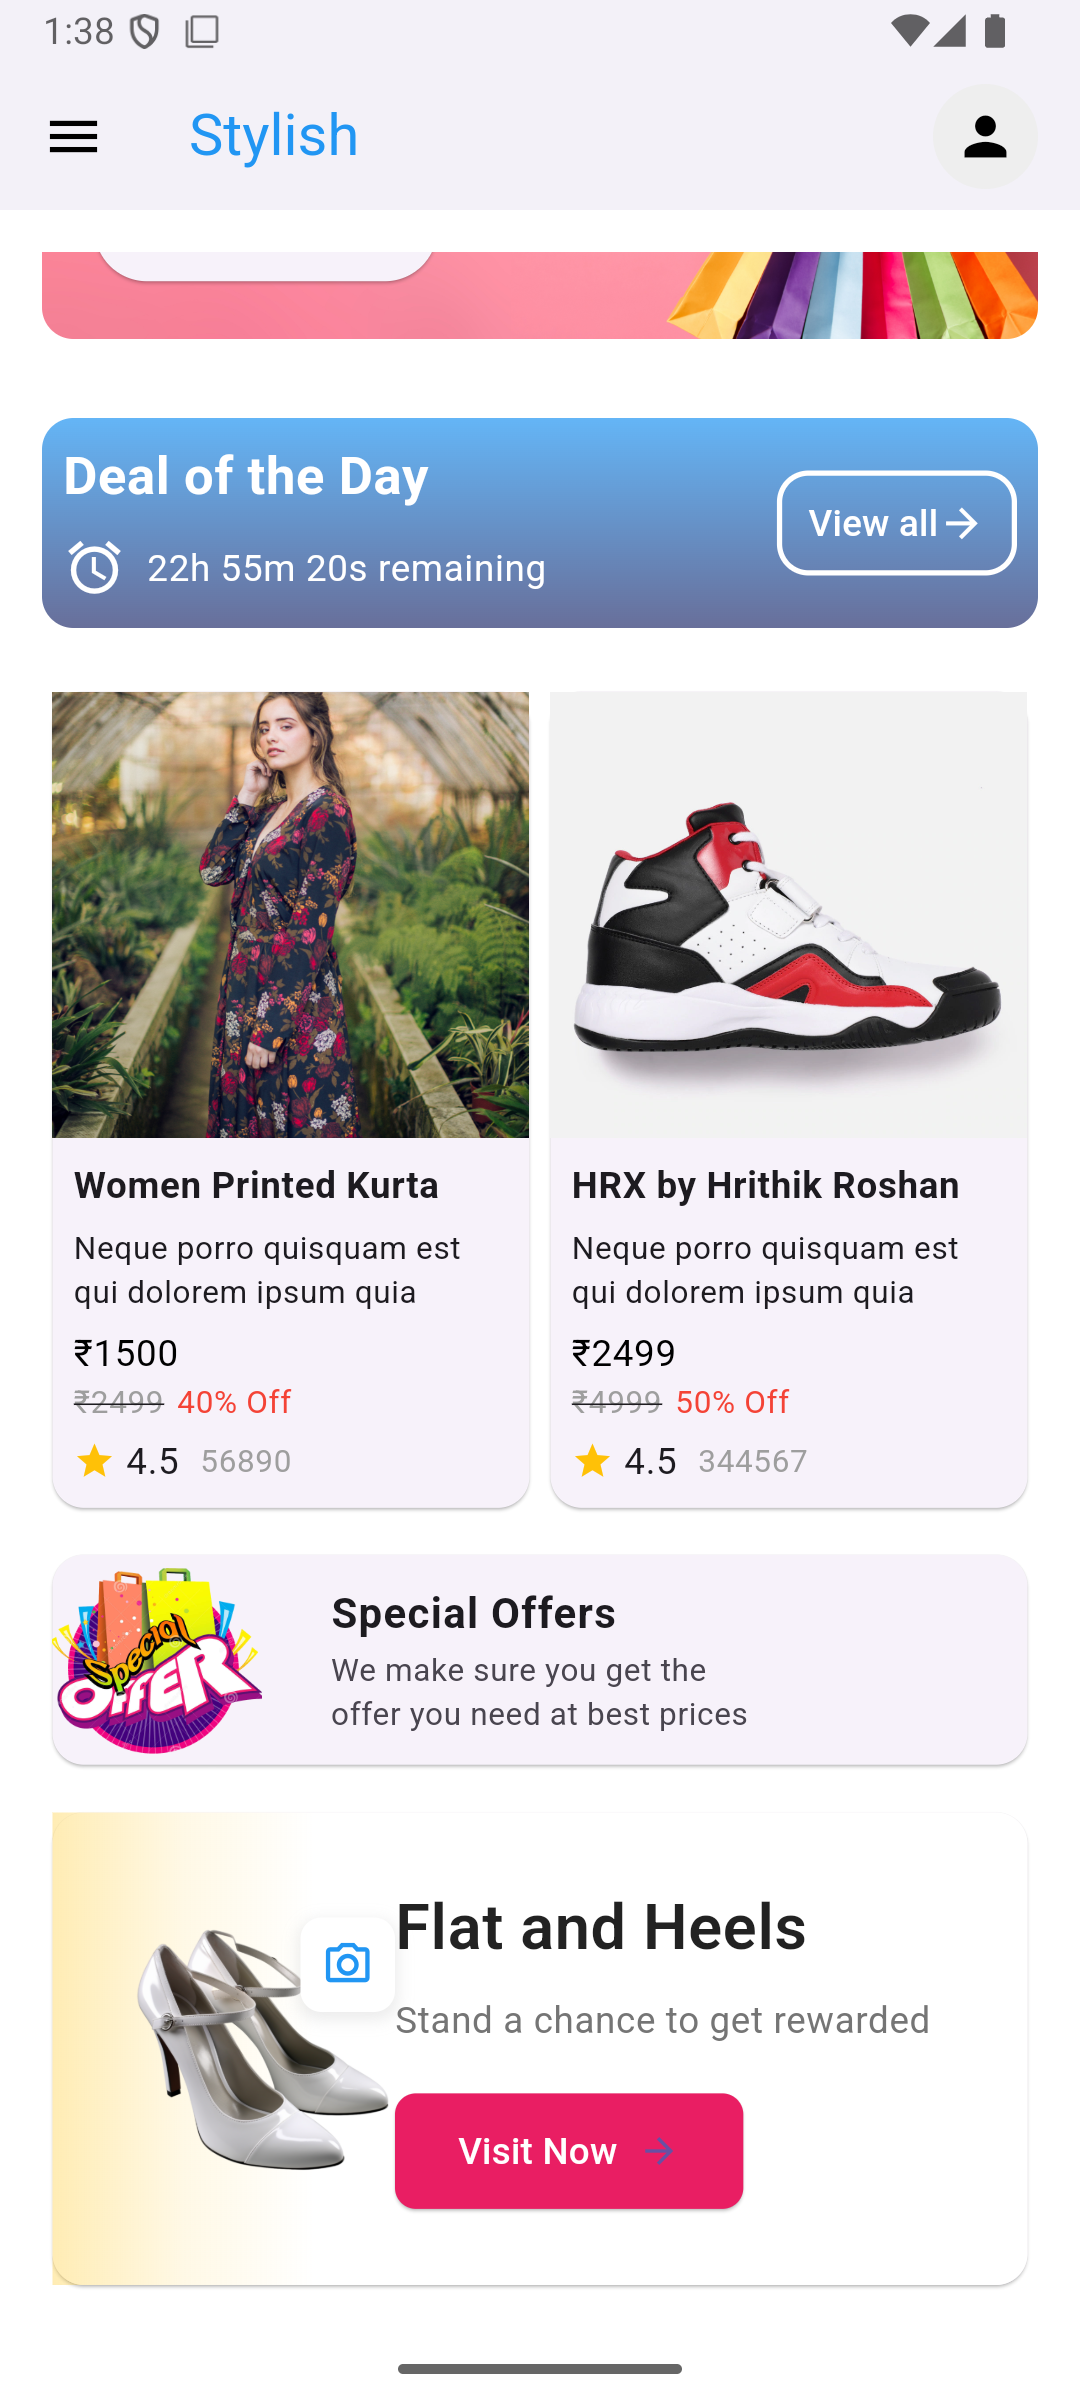 1:38
Stylish
Deal of the Day
22h 55m 20s remaining
View all
Women Printed Kurta
Neque porro quisquam est
qui dolorem ipsum quia
₹1500
₹2499 40% Off
4.5 56890
HRX by Hrithik Roshan
Neque porro quisquam est
qui dolorem ipsum quia
₹2499
₹4999 50% Off
4.5 344567
Special
OFFER
Special Offers
We make sure you get the
offer you need at best prices
Flat and Heels
Stand a chance to get rewarded
Visit Now